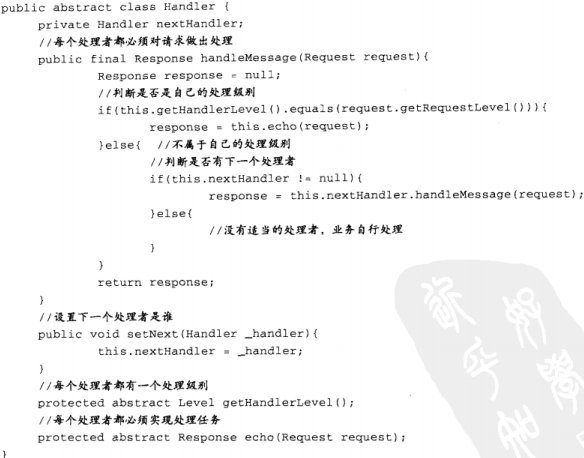 public abstract class Handler {
private Handler nextHandler;
//每个处理者都必须对请求做出处理
public final Response handleMessage(Request request){
Response response = null;
//判断是否是自己的处理级别
if(this.getHandlerLevel().equals(request.getRequestLevel())){
response = this.echo(request);
}else{ //不属于自己的处理级别
//判断是否有下一个处理者
if(this.nextHandler != null){
response = this.nextHandler.handleMessage(request);
}else{
//没有适当的处理者，业务自行处理
}
}
return response;
}
//设置下一个处理者是谁
public void setNext(Handler _handler){
this.nextHandler = _handler;
}
//每个处理者都有一个处理级别
protected abstract Level getHandlerLevel();
//每个处理者都必须实现处理任务
protected abstract Response echo(Request request);
}